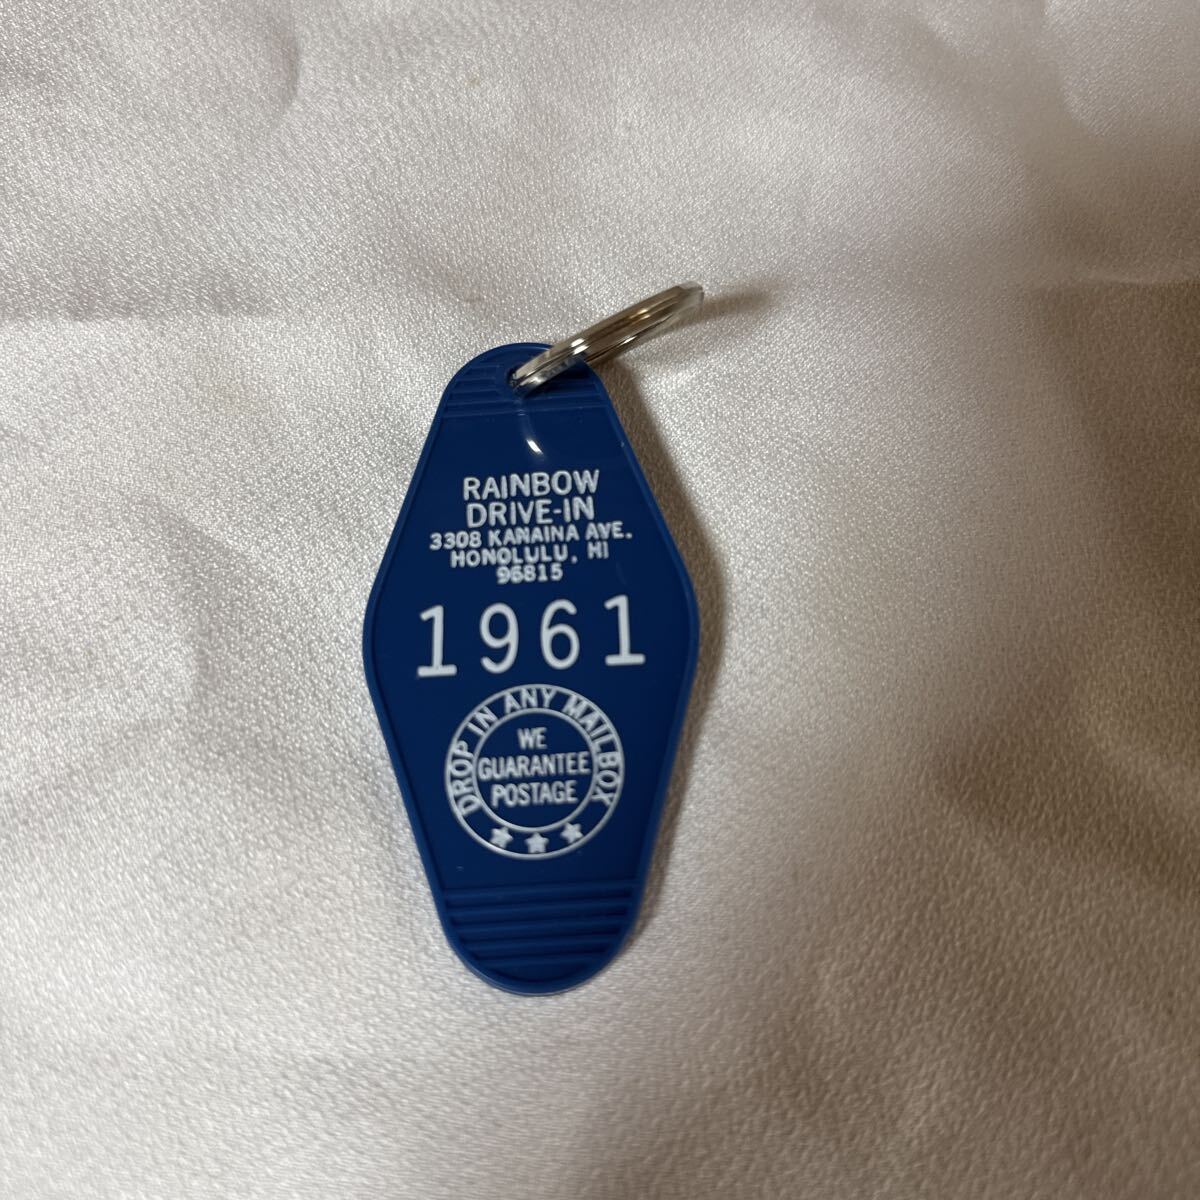 RAINBOW
DRIVE-IN
3308 KANAINA AVE.
HONOLULU, HI
96815
1961
DROP IN ANY MAILBOX
WE
GUARANTEE
POSTAGE